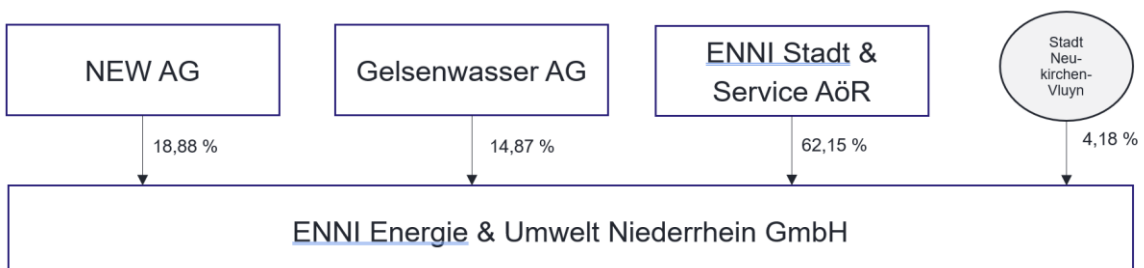 NEW AG
Gelsenwasser AG
ENNI Stadt &
Service AöR
Stadt
Neu-
kirchen-
Vluyn
18,88 %
14,87 %
62,15 %
4,18 %
ENNI Energie & Umwelt Niederrhein GmbH